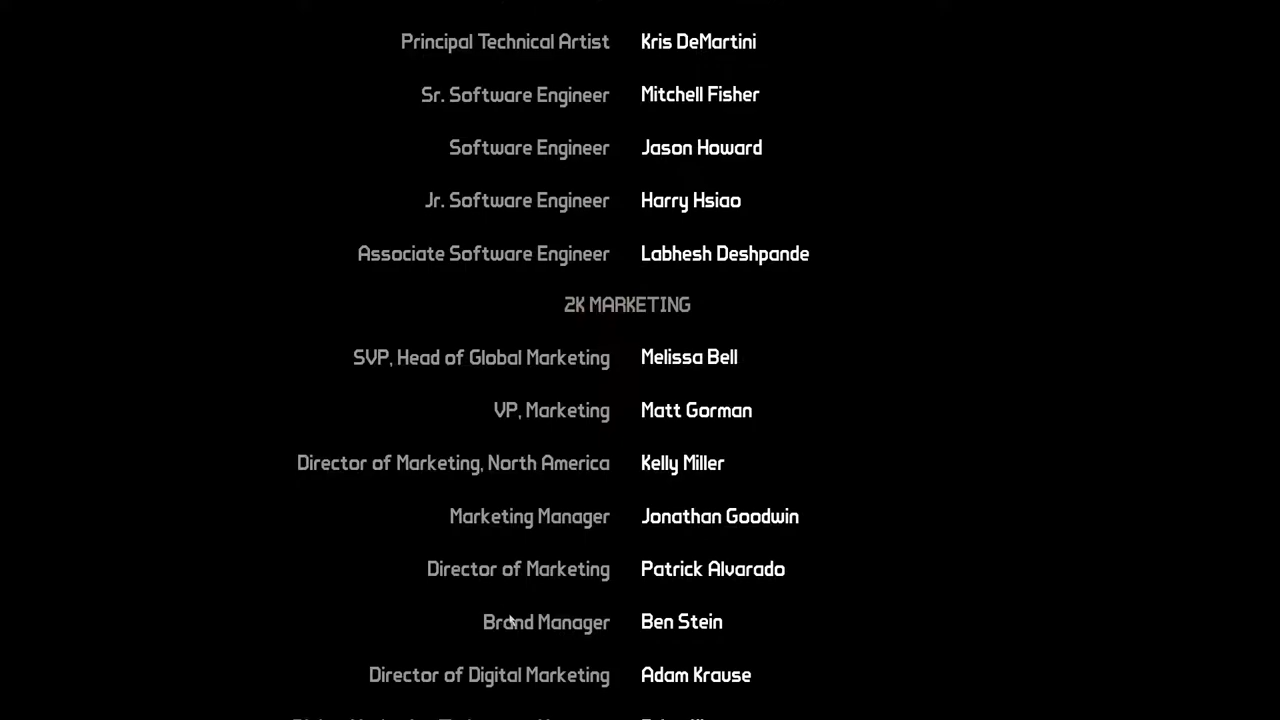 Principal Technical Artist Kris DeMartini
Sr. Software Engineer Mitchell Fisher
Software Engineer Jason Howard
Jr. Software Engineer Harry Hsiao
Associate Software Engineer Labhesh Deshpande
2K MARKETING
SVP, Head of Global Marketing Melissa Bell
VP, Marketing Matt Gorman
Director of Marketing, North America Kelly Miller
Marketing Manager Jonathan Goodwin
Director of Marketing Patrick Alvarado
Brand Manager Ben Stein
Director of Digital Marketing Adam Krause